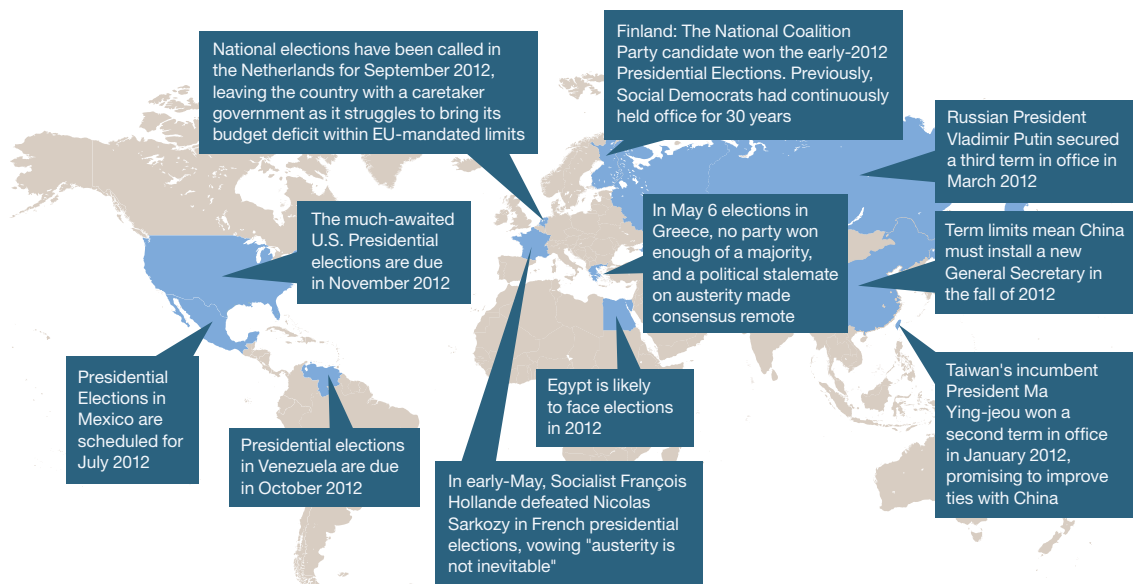 National elections have been called in
the Netherlands for September 2012,
leaving the country with a caretaker
government as it struggles to bring its
budget deficit within EU-mandated limits
Finland: The National Coalition
Party candidate won the early-2012
Presidential Elections. Previously,
Social Democrats had continuously
held office for 30 years
Russian President
Vladimir Putin secured
a third term in office in
March 2012
The much-awaited
U.S. Presidential
elections are due
in November 2012
In May 6 elections in
Greece, no party won
enough of a majority,
and a political stalemate
on austerity made
consensus remote
Term limits mean China
must install a new
General Secretary in
the fall of 2012
Presidential
Elections in
Mexico are
scheduled for
July 2012
Presidential elections
in Venezuela are due
in October 2012
In early-May, Socialist François
Hollande defeated Nicolas
Sarkozy in French presidential
elections, vowing "austerity is
not inevitable"
Egypt is likely
to face elections
in 2012
Taiwan's incumbent
President Ma
Ying-jeou won a
second term in office
in January 2012,
promising to improve
ties with China